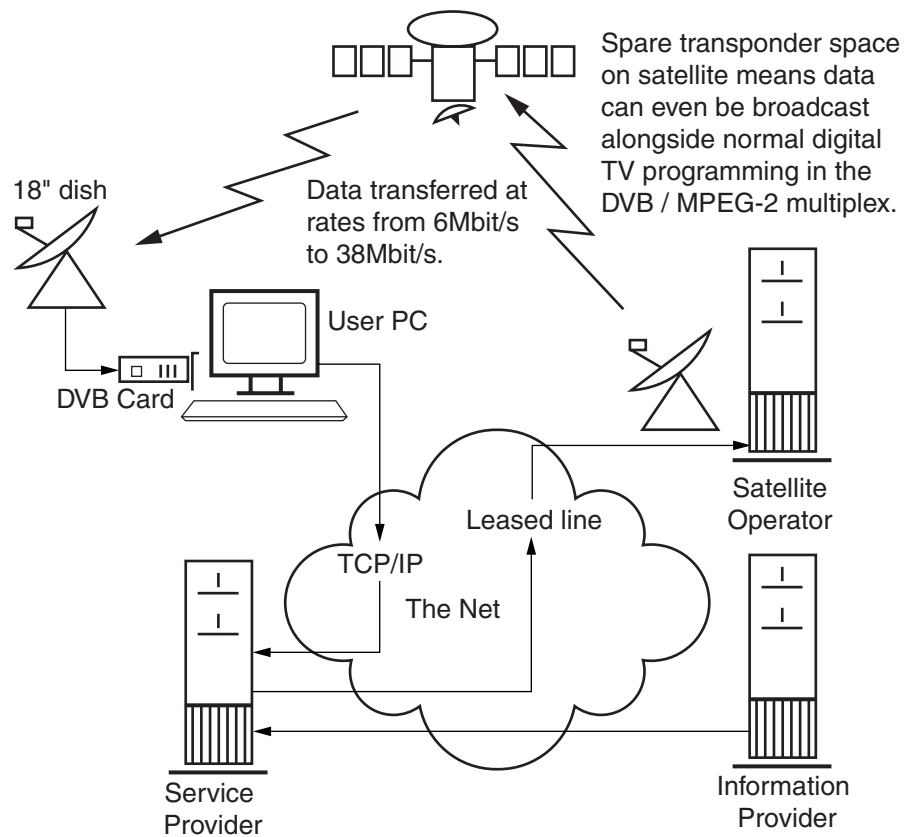 Spare transponder space
on satellite means data
can even be broadcast
alongside normal digital
TV programming in the
DVB / MPEG-2 multiplex.
18" dish
Data transferred at
rates from 6Mbit/s
to 38Mbit/s.
User PC
DVB Card
Satellite
Operator
Leased line
TCP/IP
The Net
Service
Provider
Information
Provider